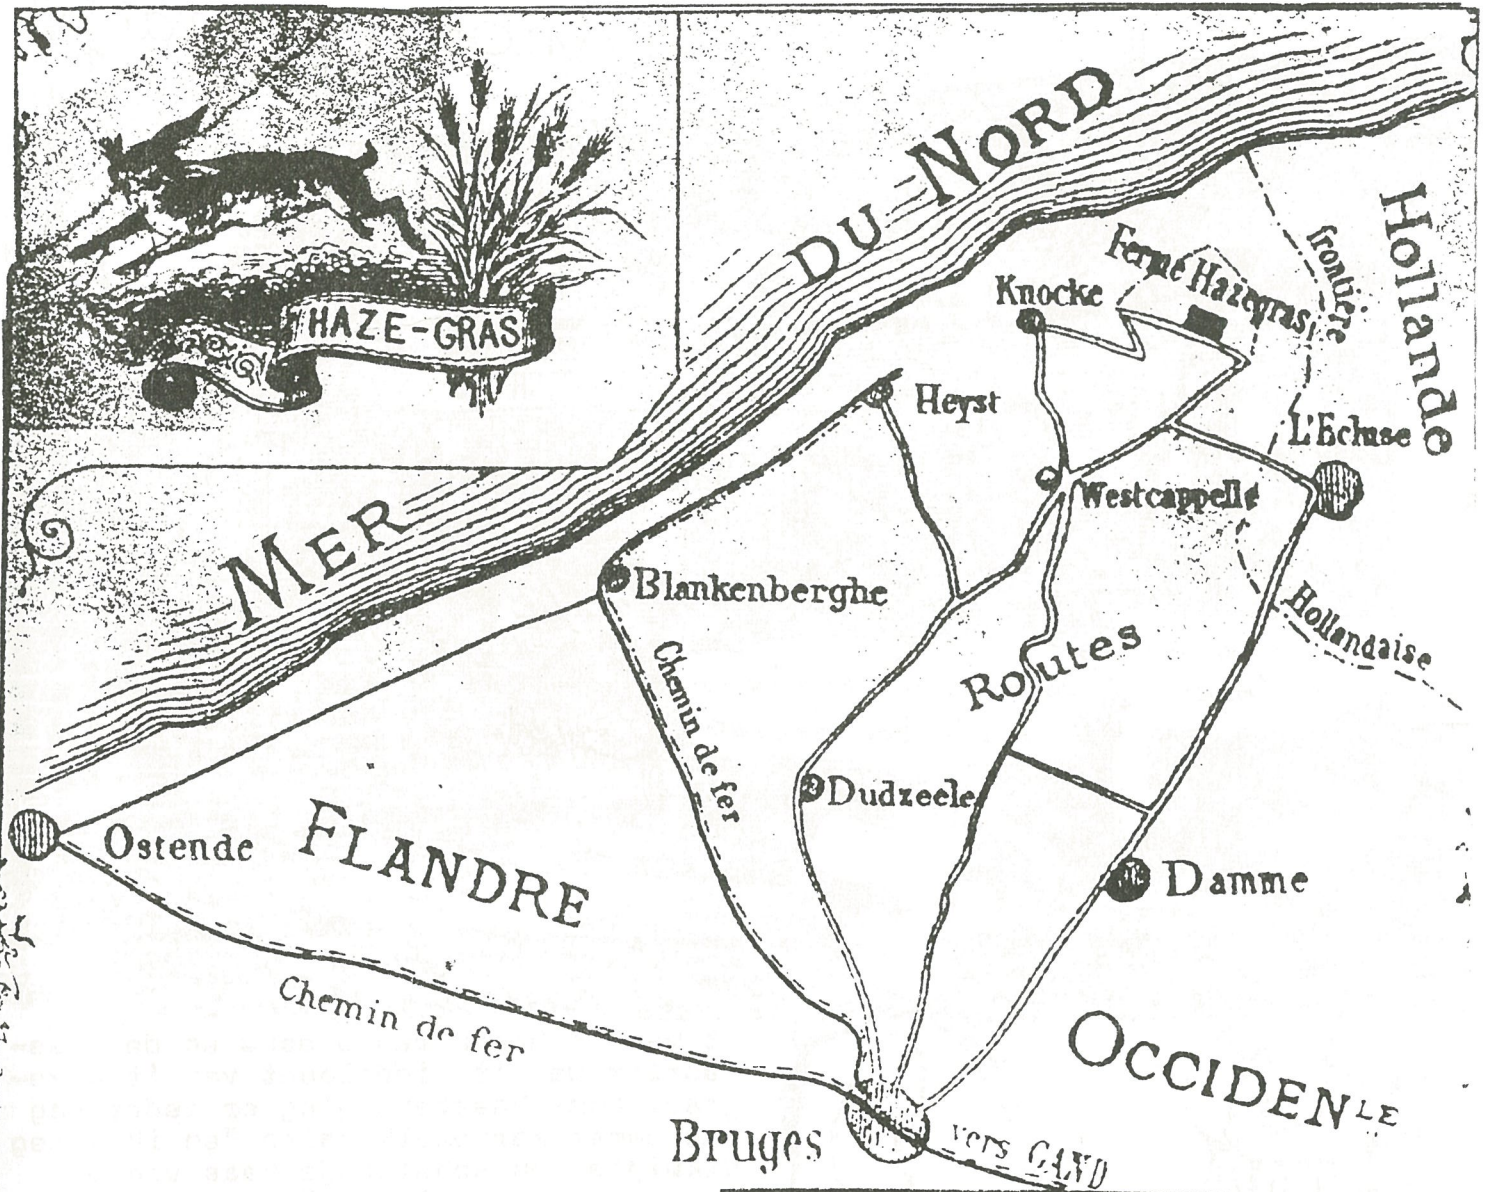 HAZE-GRAS
MER DU NORD
Hollande
frontière
Ferme Hazegras
Knocke
Heyst
L'Ecluse
Westcappelle
Blankenberghe
Hollandaise
Routes
Chemin de fer
Dudzeele
Ostende
FLANDRE
Damme
Chemin de fer
OCCIDENLE
Bruges
vers GAND